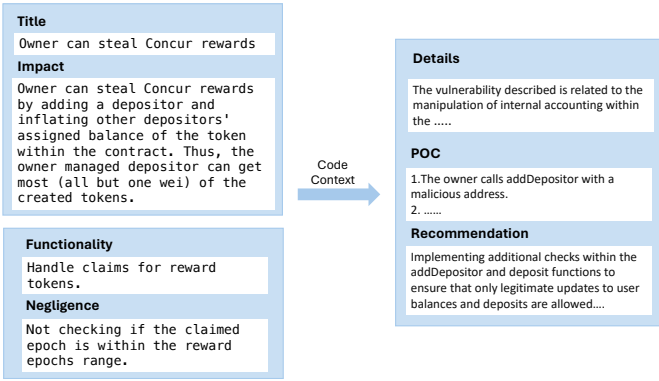 Title
Owner can steal Concur rewards
Impact
Owner can steal Concur rewards
by adding a depositor and
inflating other depositors'
assigned balance of the token
within the contract. Thus, the
owner managed depositor can get
most (all but one wei) of the
created tokens.
Functionality
Handle claims for reward
tokens.
Negligence
Not checking if the claimed
epoch is within the reward
epochs range.
Code
Context
Details
The vulnerability described is related to the
manipulation of internal accounting within
the .....
POC
1.The owner calls addDepositor with a
malicious address.
2. ......
Recommendation
Implementing additional checks within the
addDepositor and deposit functions to
ensure that only legitimate updates to user
balances and deposits are allowed....